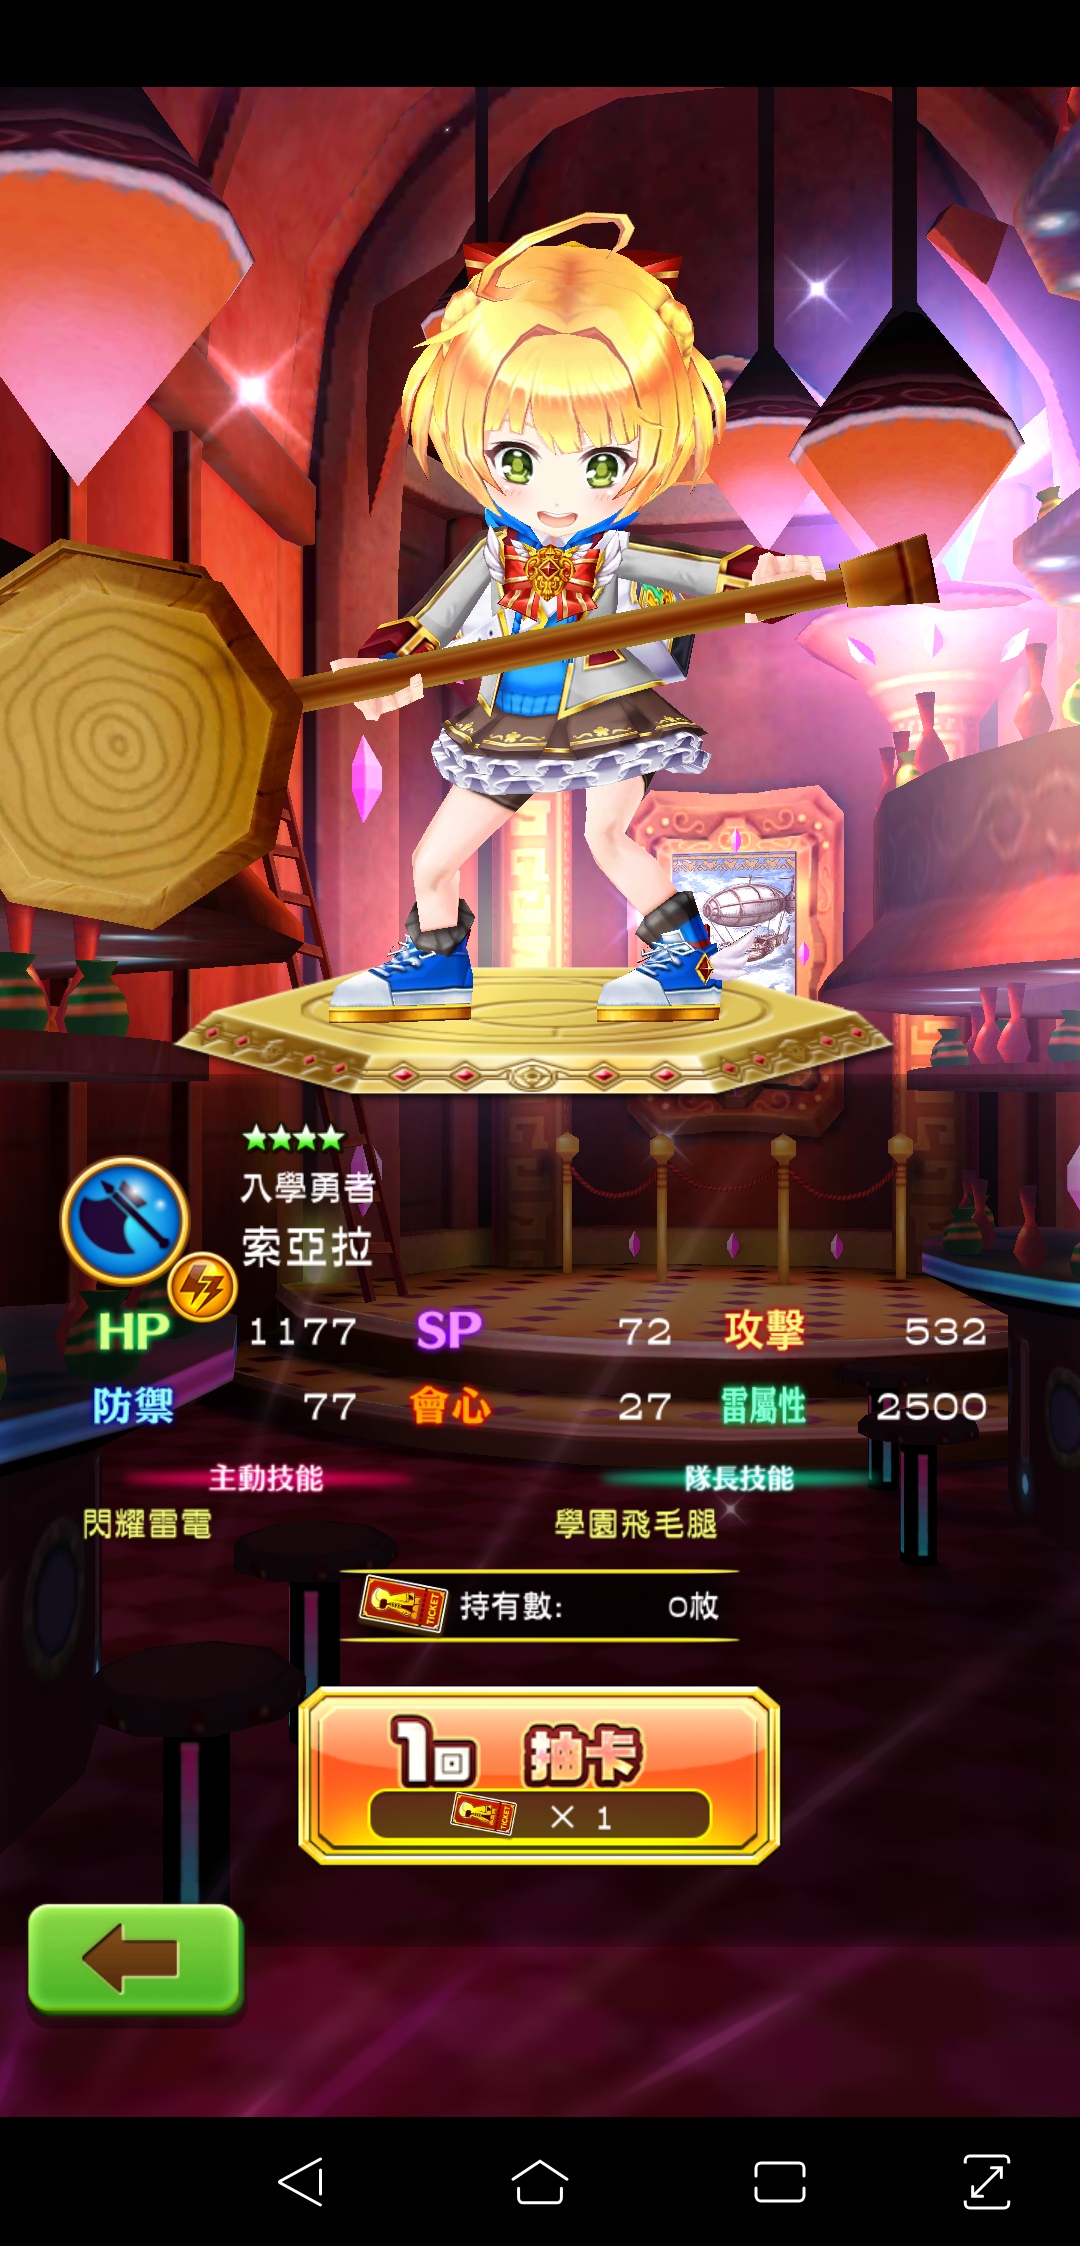 入學勇者
索亞拉
HP 1177 SP 72 攻擊 532
防禦 77 會心 27 雷屬性 2500
主動技能 隊長技能
閃耀雷電 學園飛毛腿
TICKET 持有數: 0枚
1回 抽卡
TICKET × 1